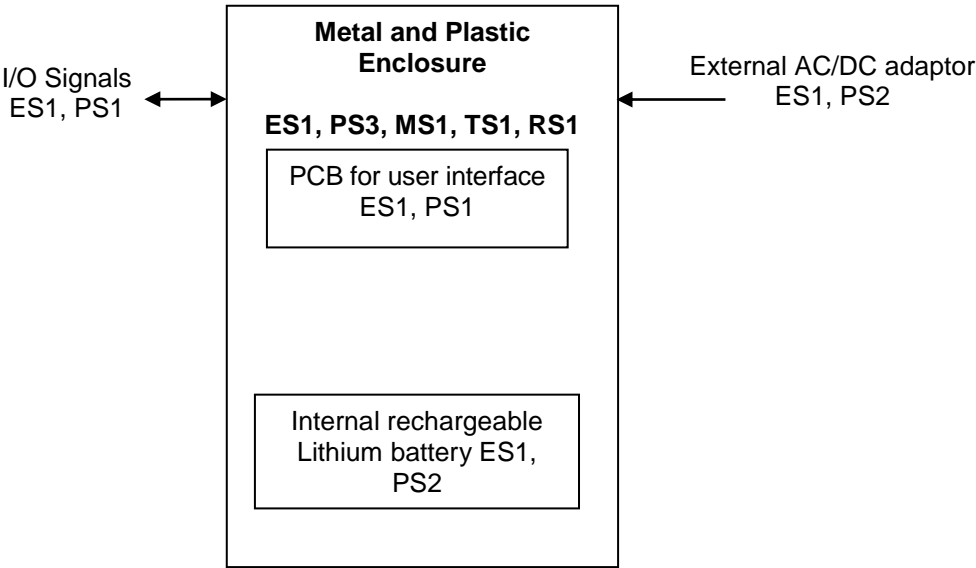 Metal and Plastic
Enclosure
I/O Signals
ES1, PS1
External AC/DC adaptor
ES1, PS2
ES1, PS3, MS1, TS1, RS1
PCB for user interface
ES1, PS1
Internal rechargeable
Lithium battery ES1,
PS2